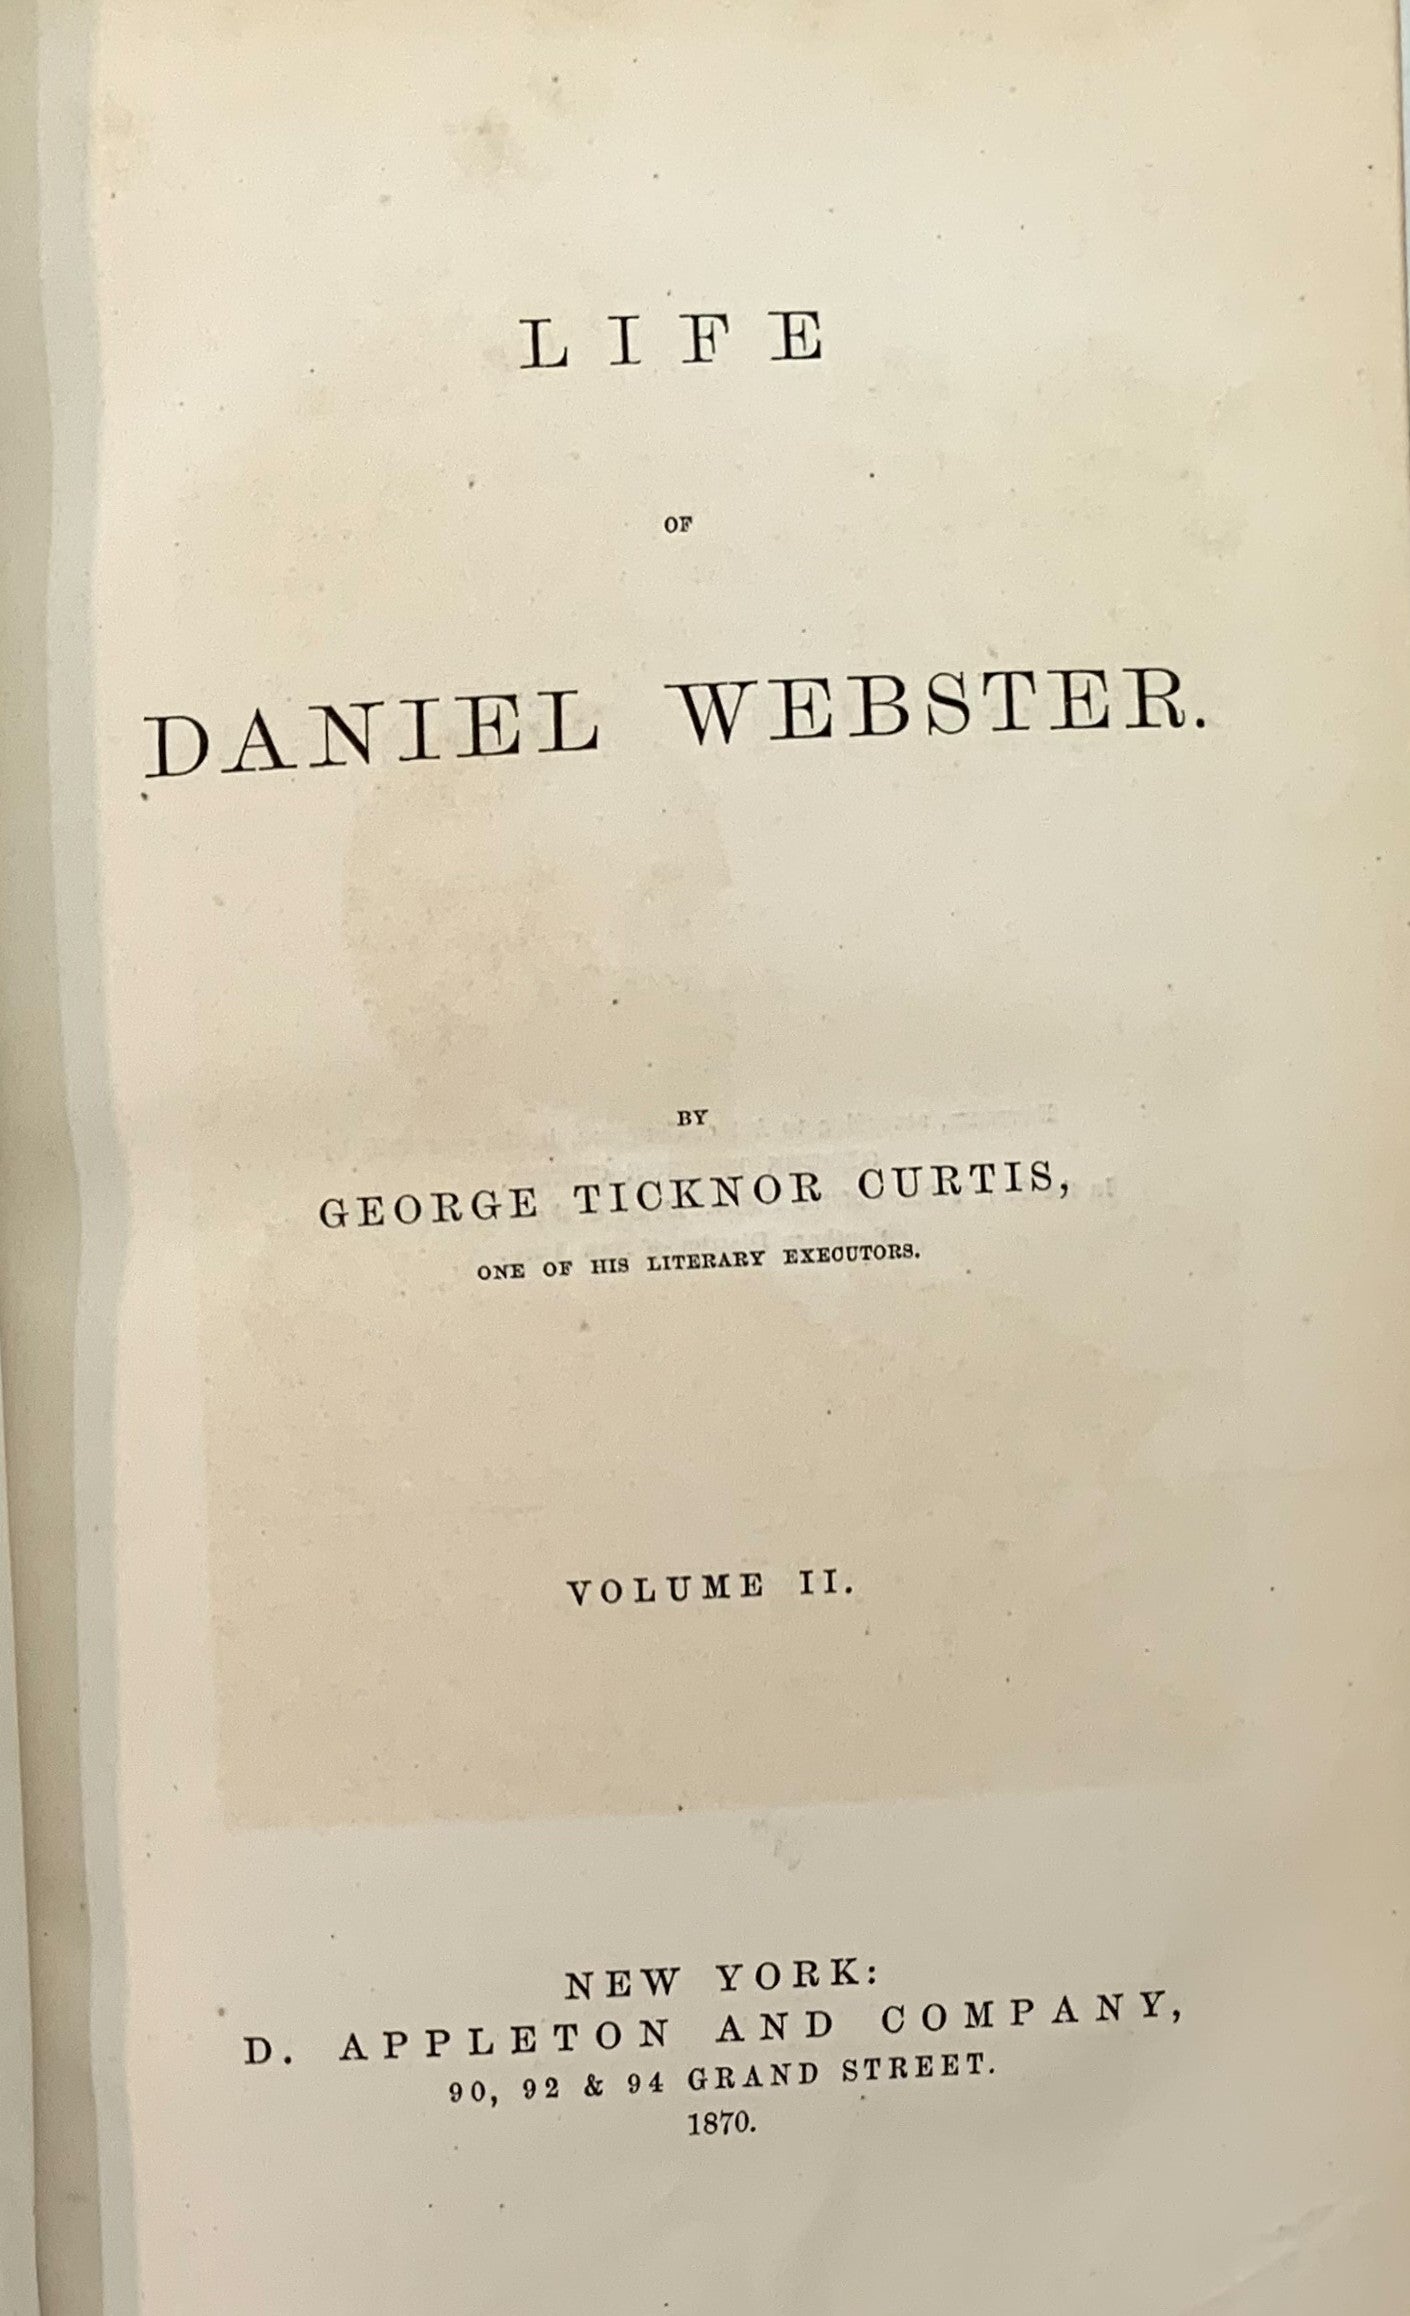 LIFE
OF
DANIEL WEBSTER.
BY
GEORGE TICKNOR CURTIS,
ONE OF HIS LITERARY EXECUTORS.
VOLUME II.
NEW YORK:
D. APPLETON AND COMPANY,
90, 92 & 94 GRAND STREET.
1870.